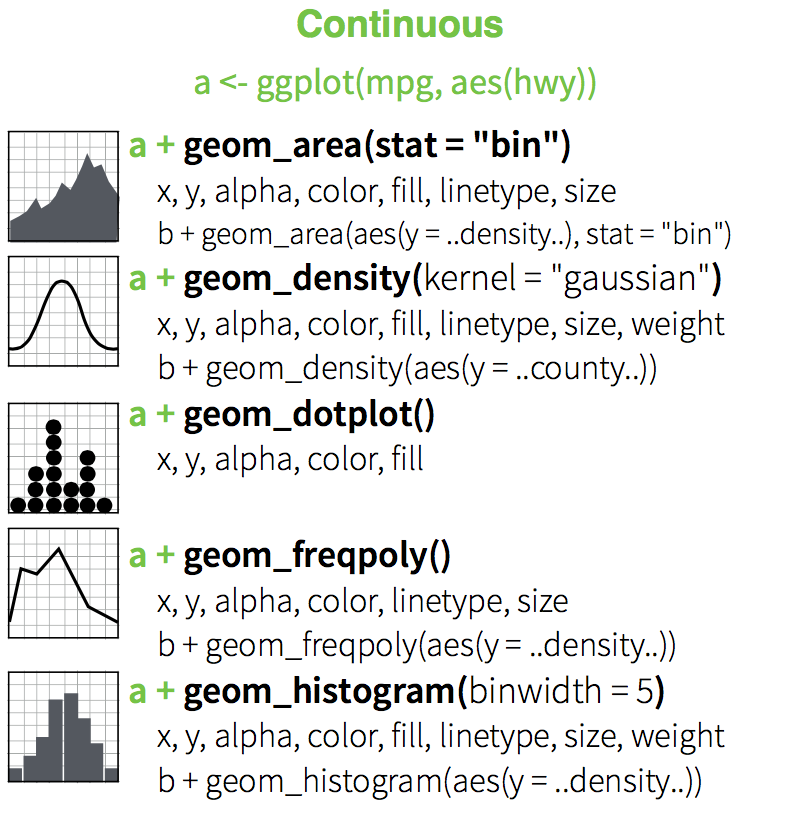 Continuous
a <- ggplot(mpg, aes(hwy))
a + geom_area(stat = "bin")
x, y, alpha, color, fill, linetype, size
b + geom_area(aes(y = ..density..), stat = "bin")
a + geom_density(kernel = "gaussian")
x, y, alpha, color, fill, linetype, size, weight
b + geom_density(aes(y = ..county..))
a + geom_dotplot()
x, y, alpha, color, fill
a + geom_freqpoly()
x, y, alpha, color, linetype, size
b + geom_freqpoly(aes(y = ..density..))
a + geom_histogram(binwidth = 5)
x, y, alpha, color, fill, linetype, size, weight
b + geom_histogram(aes(y = ..density..))